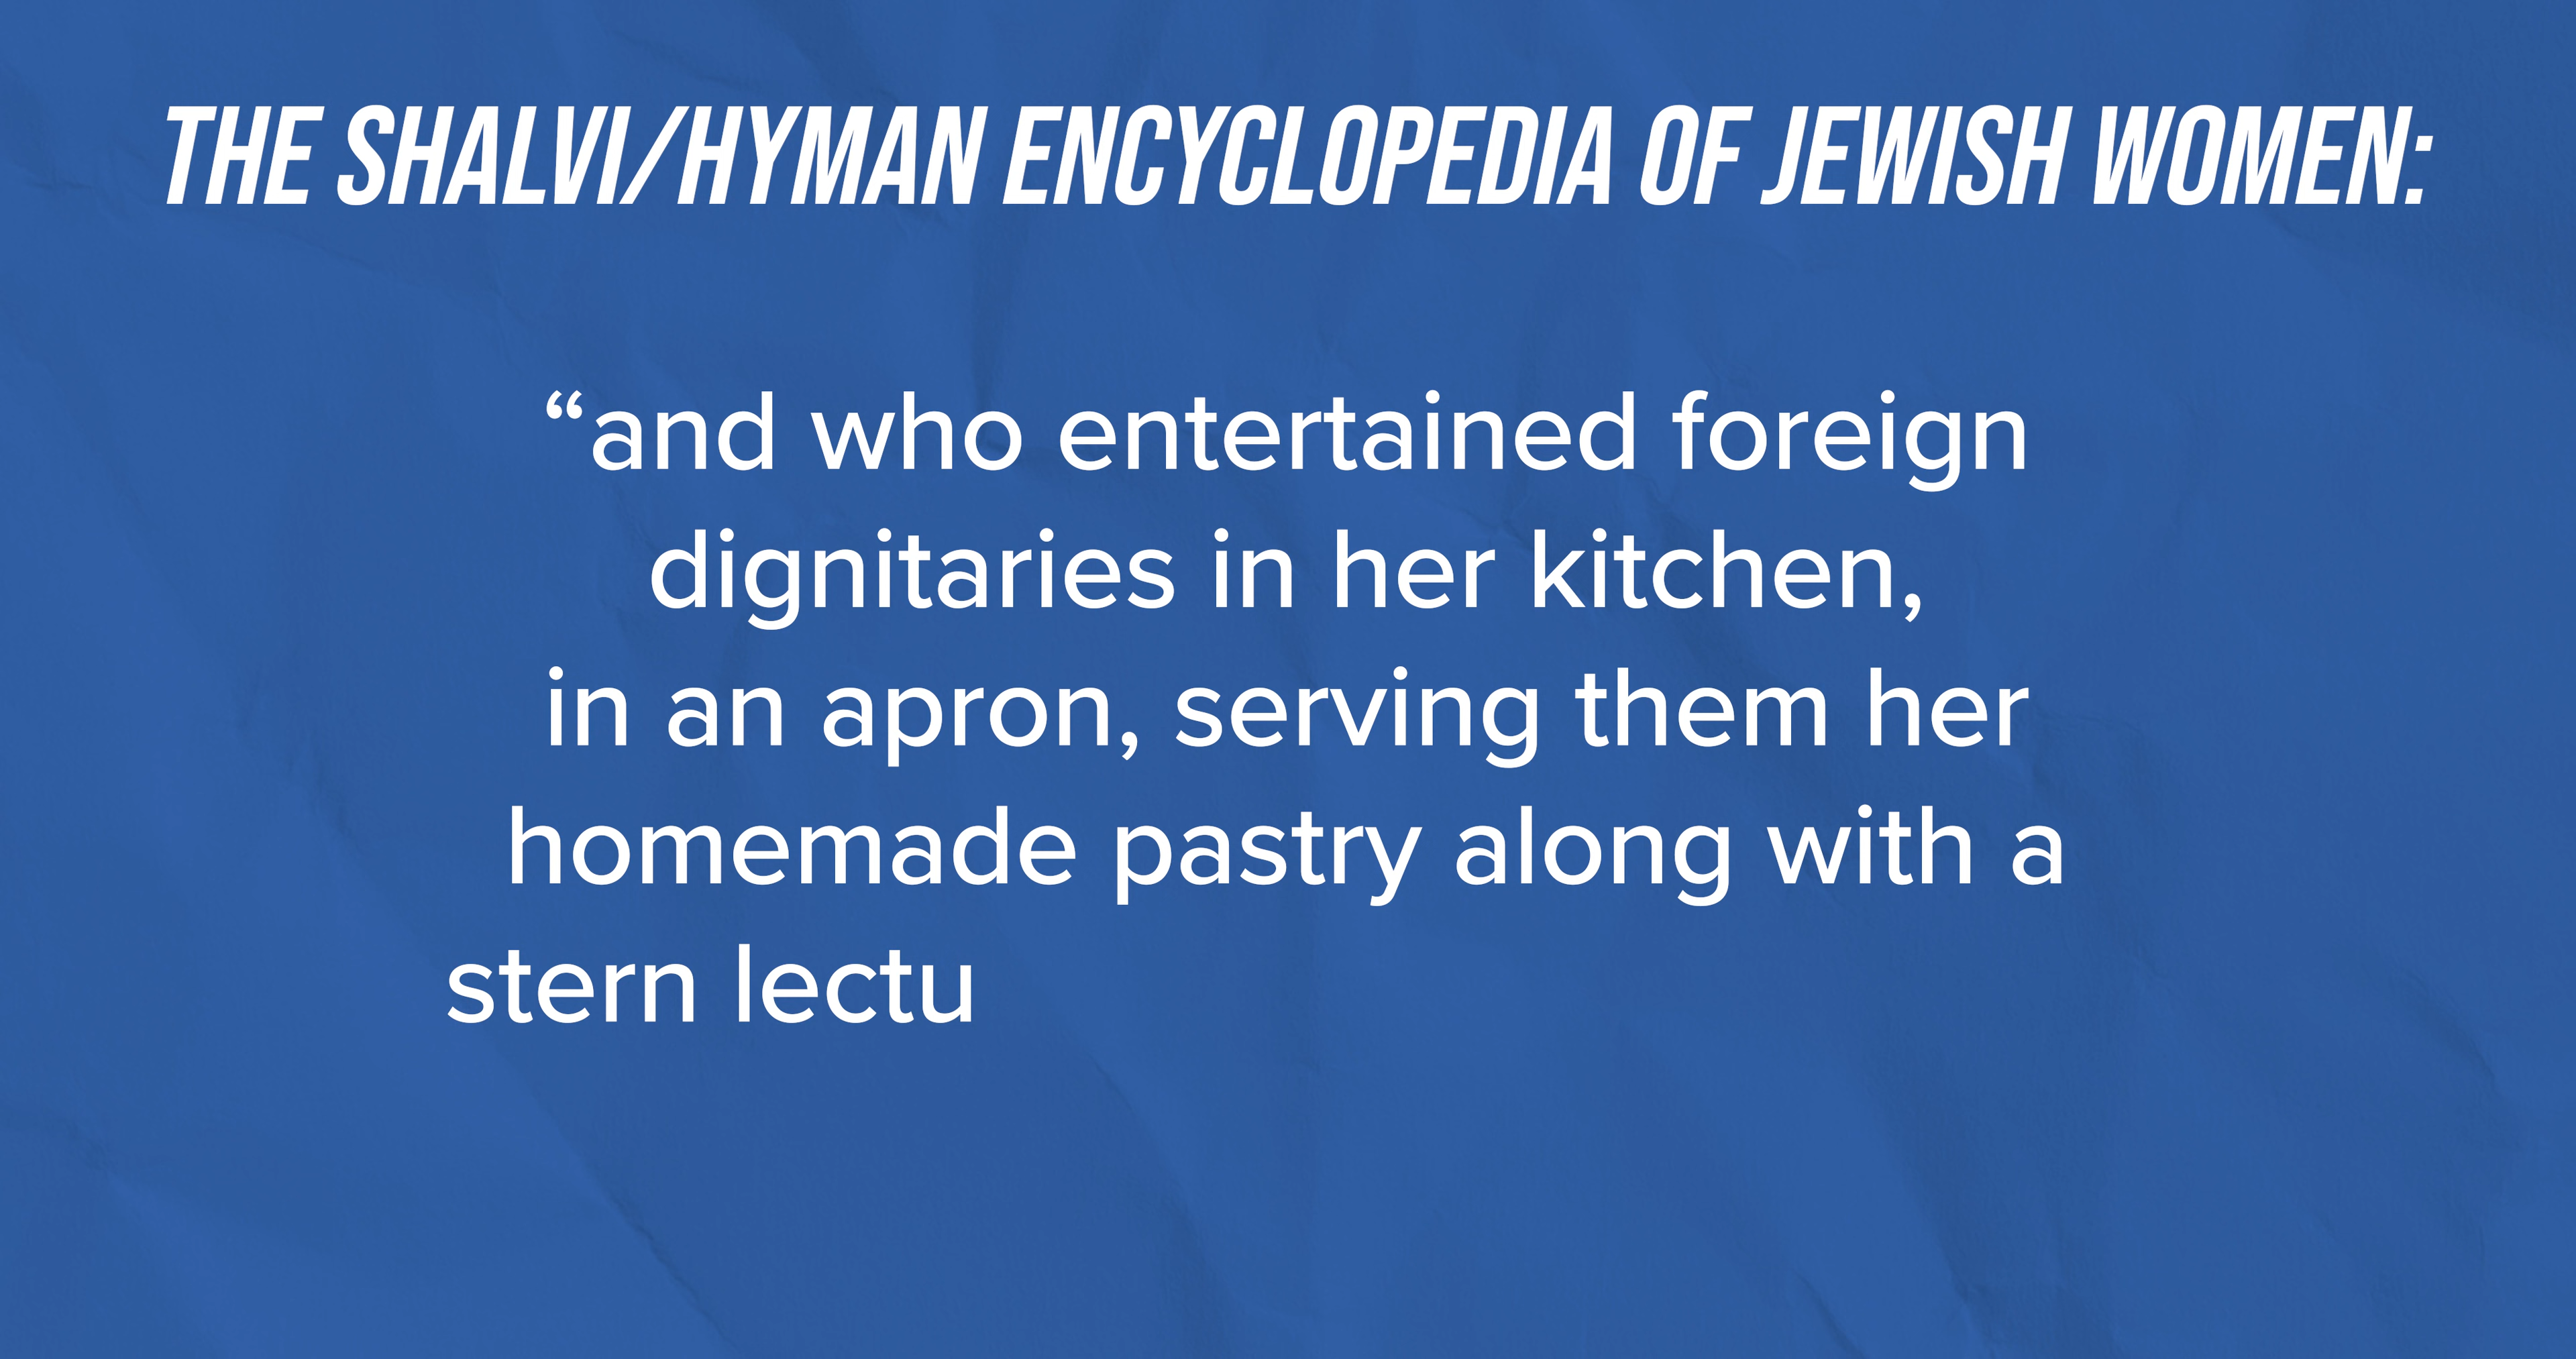 THE SHALVI/HYMAN ENCYCLOPEDIA OF JEWISH WOMEN:
“and who entertained foreign
dignitaries in her kitchen,
in an apron, serving them her
homemade pastry along with a
stern lectu